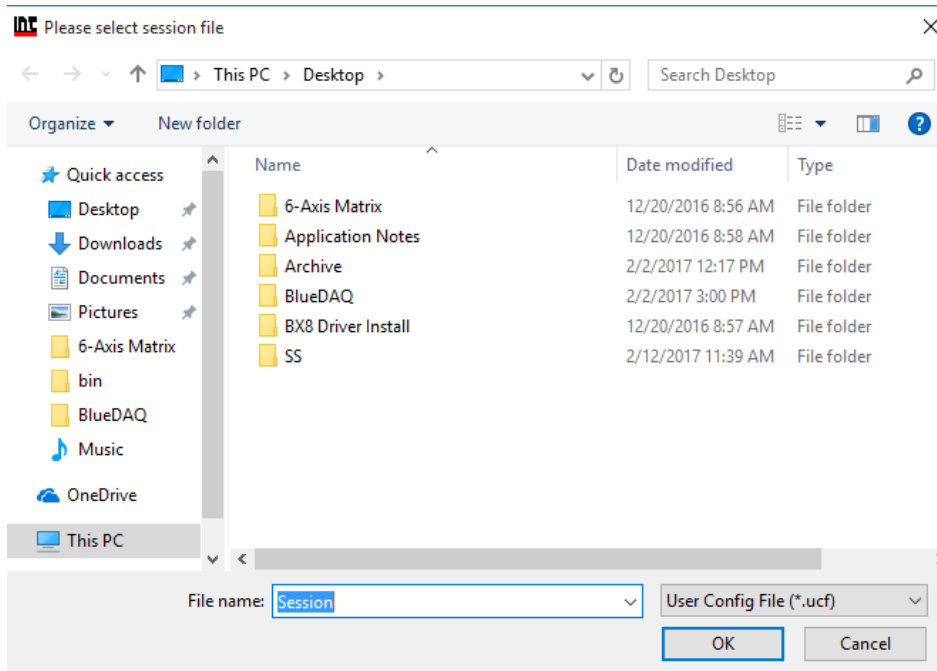 INT Please select session file
This PC > Desktop >
Search Desktop
Organize
New folder
Name Date modified Type
Quick access
Desktop
Downloads
Documents
Pictures
6-Axis Matrix
bin
BlueDAQ
Music
OneDrive
This PC
6-Axis Matrix 12/20/2016 8:56 AM File folder
Application Notes 12/20/2016 8:58 AM File folder
Archive 2/2/2017 12:17 PM File folder
BlueDAQ 2/2/2017 3:00 PM File folder
BX8 Driver Install 12/20/2016 8:57 AM File folder
SS 2/12/2017 11:39 AM File folder
File name: Session
User Config File (*.ucf)
OK
Cancel